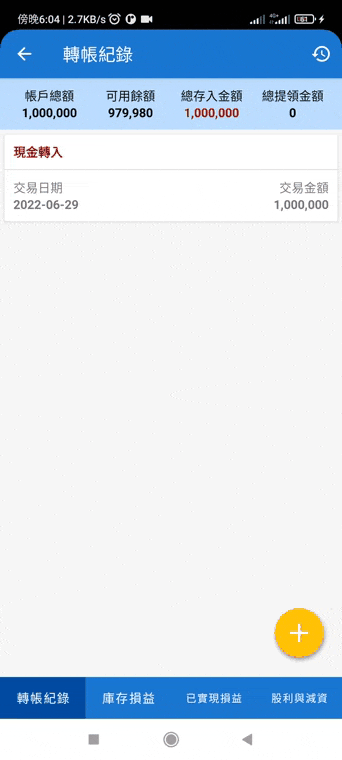 傍晚6:04 | 2.7KB/s
4G+
61
轉帳紀錄
帳戶總額 可用餘額 總存入金額 總提領金額
1,000,000 979,980 1,000,000 0
現金轉入
交易日期 交易金額
2022-06-29 1,000,000
轉帳紀錄 庫存損益 已實現損益 股利與減資